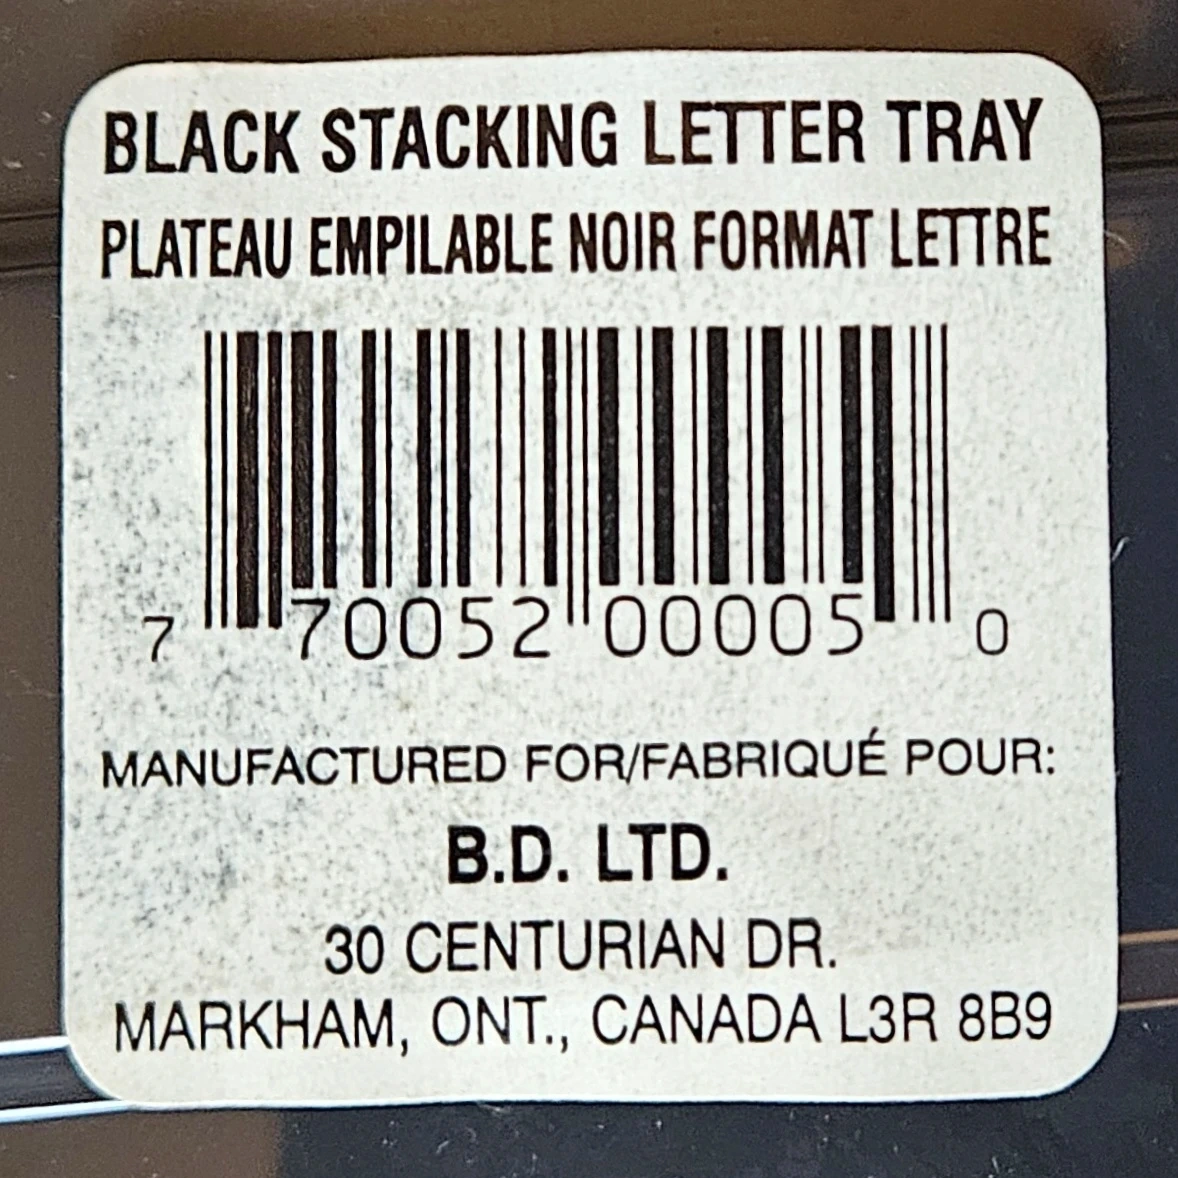 BLACK STACKING LETTER TRAY
PLATEAU EMPILABLE NOIR FORMAT LETTRE
7 70052 00005 0
MANUFACTURED FOR/FABRIQUÉ POUR:
B.D. LTD.
30 CENTURIAN DR.
MARKHAM, ONT., CANADA L3R 8B9